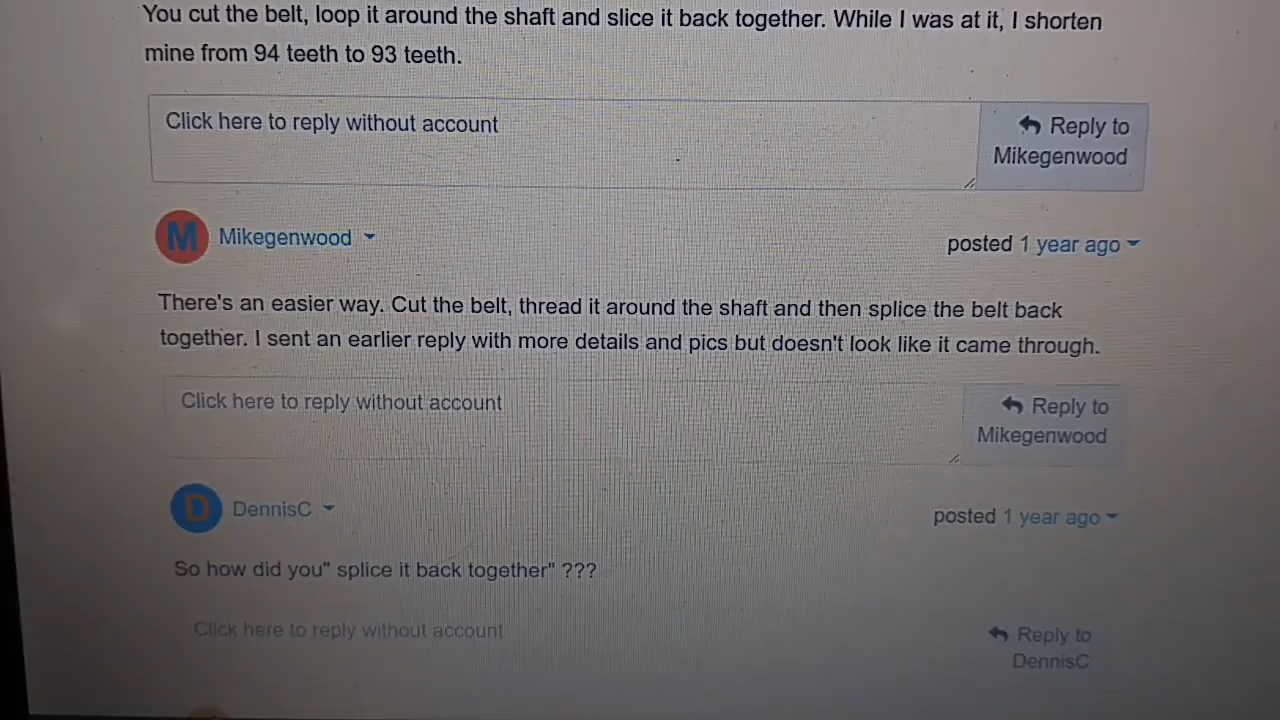 You cut the belt, loop it around the shaft and slice it back together. While I was at it, I shorten
mine from 94 teeth to 93 teeth.
Click here to reply without account
Reply to
Mikegenwood
M
Mikegenwood
posted 1 year ago
There's an easier way. Cut the belt, thread it around the shaft and then splice the belt back
together. I sent an earlier reply with more details and pics but doesn't look like it came through.
Click here to reply without account
Reply to
Mikegenwood
D
DennisC
posted 1 year ago
So how did you" splice it back together" ???
Click here to reply without account
Reply to
DennisC